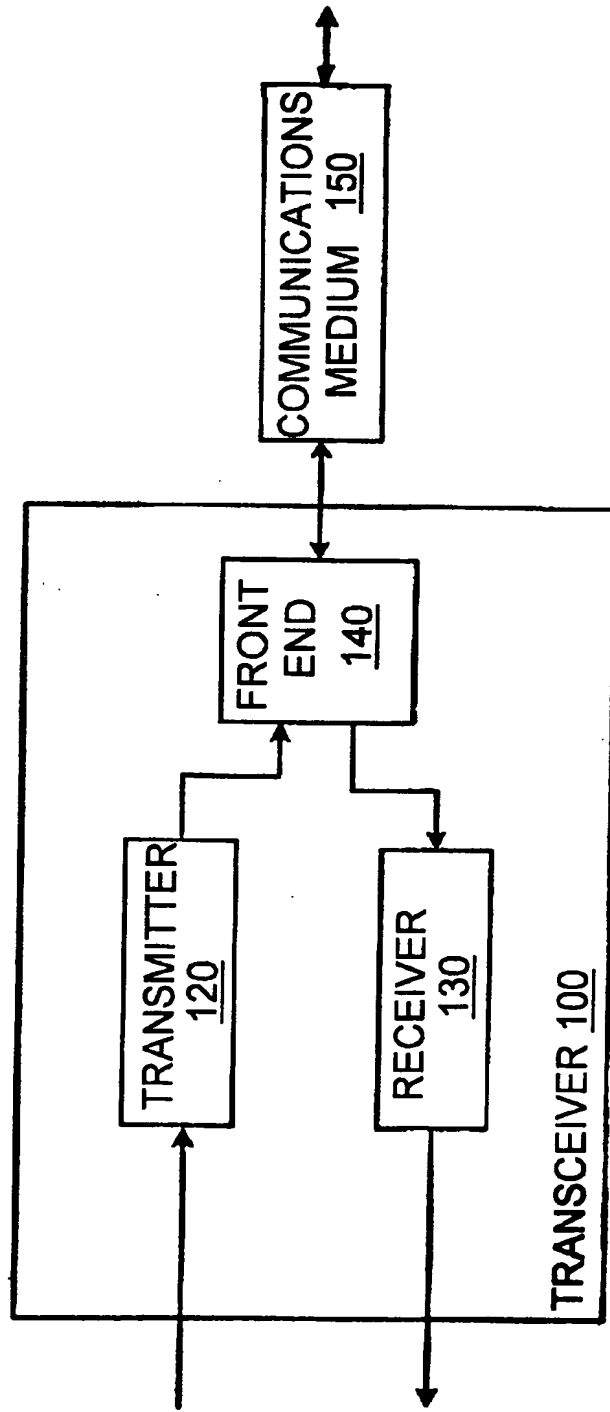 TRANSMITTER
120
RECEIVER
130
FRONT
END
140
TRANSCEIVER 100
COMMUNICATIONS
MEDIUM 150